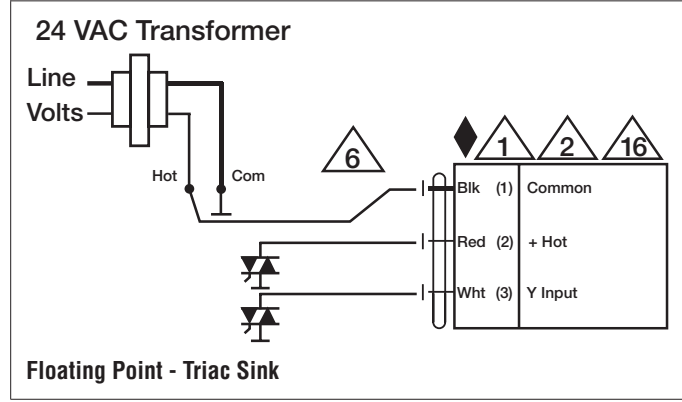 24 VAC Transformer
Line
Volts
Hot Com
6
1 2 16
Blk (1) Common
Red (2) + Hot
Wht (3) Y Input
Floating Point - Triac Sink